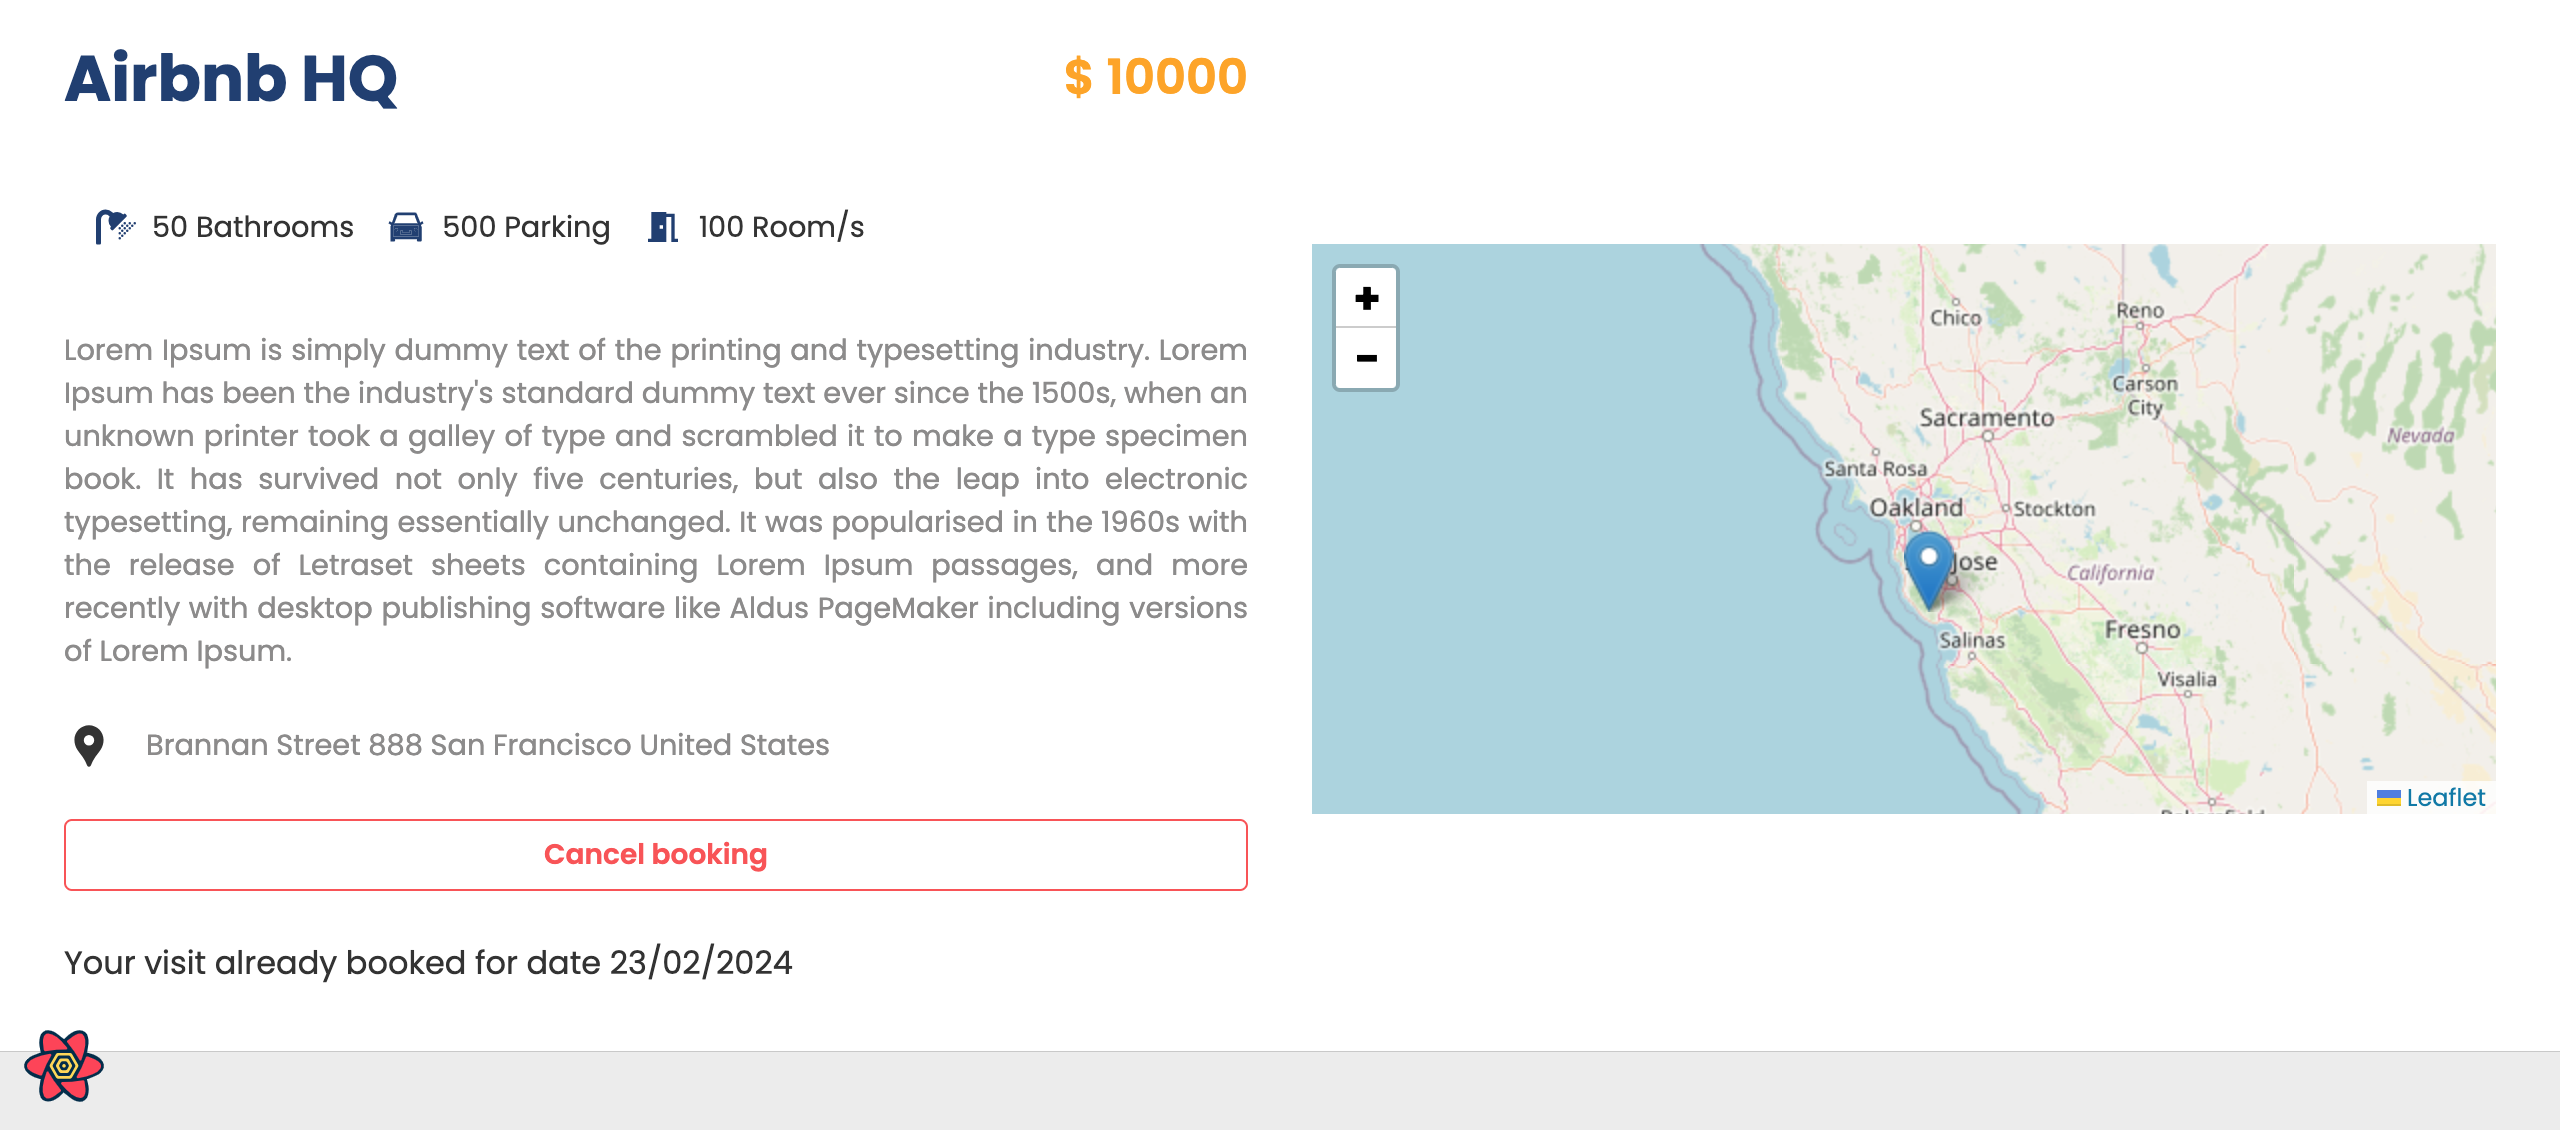 Airbnb HQ
$ 10000
50 Bathrooms
500 Parking
100 Room/s
Lorem Ipsum is simply dummy text of the printing and typesetting industry. Lorem
Ipsum has been the industry's standard dummy text ever since the 1500s, when an
unknown printer took a galley of type and scrambled it to make a type specimen
book. It has survived not only five centuries, but also the leap into electronic
typesetting, remaining essentially unchanged. It was popularised in the 1960s with
the release of Letraset sheets containing Lorem Ipsum passages, and more
recently with desktop publishing software like Aldus PageMaker including versions
of Lorem Ipsum.
Brannan Street 888 San Francisco United States
Cancel booking
Your visit already booked for date 23/02/2024
+
-
Chico
Reno
Carson
City
Sacramento
Nevada
Santa Rosa
Oakland
Stockton
Jose
California
Salinas
Fresno
Visalia
Leaflet